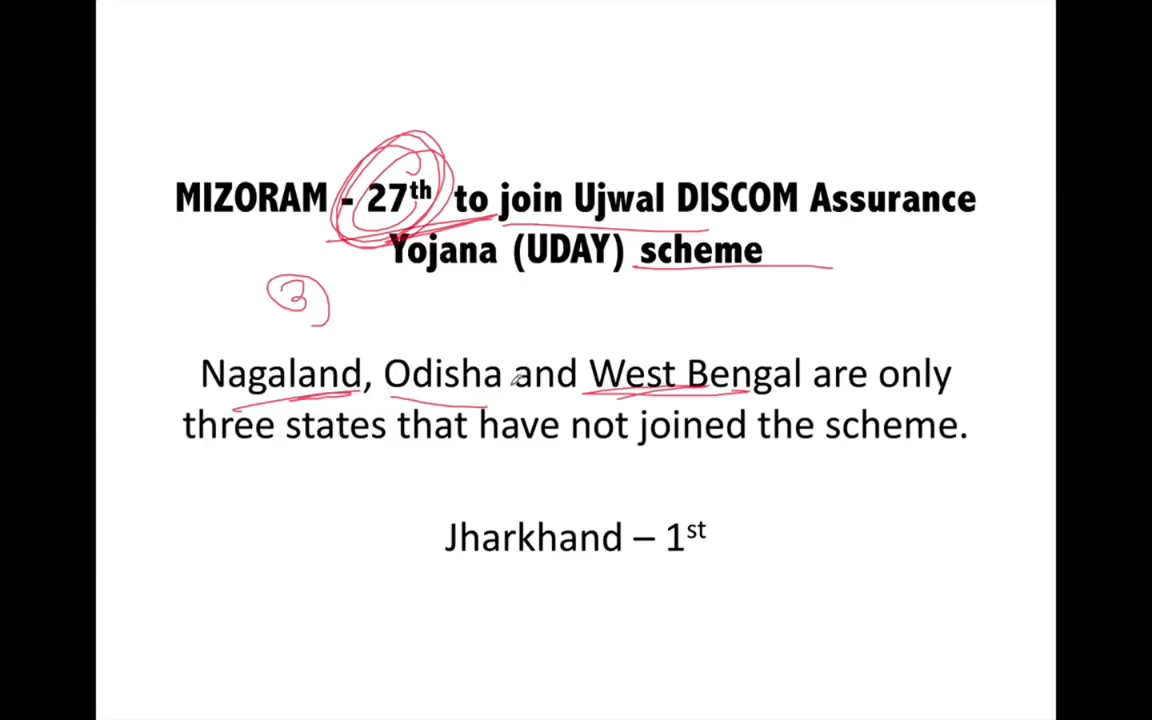 MIZORAM - 27th to join Ujwal DISCOM Assurance
Yojana (UDAY) scheme
3
Nagaland, Odisha and West Bengal are only
three states that have not joined the scheme.
Jharkhand – 1st